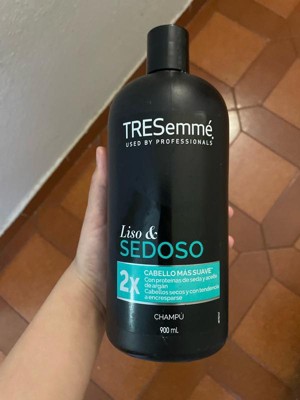 TRESemmé
USED BY PROFESSIONALS
Liso &
SEDOSO
2X
CABELLO MÁS SUAVE*
Con proteínas de seda y aceite
de argán
Cabellos secos y con tendencia
a encresparse
CHAMPÚ
900 mL